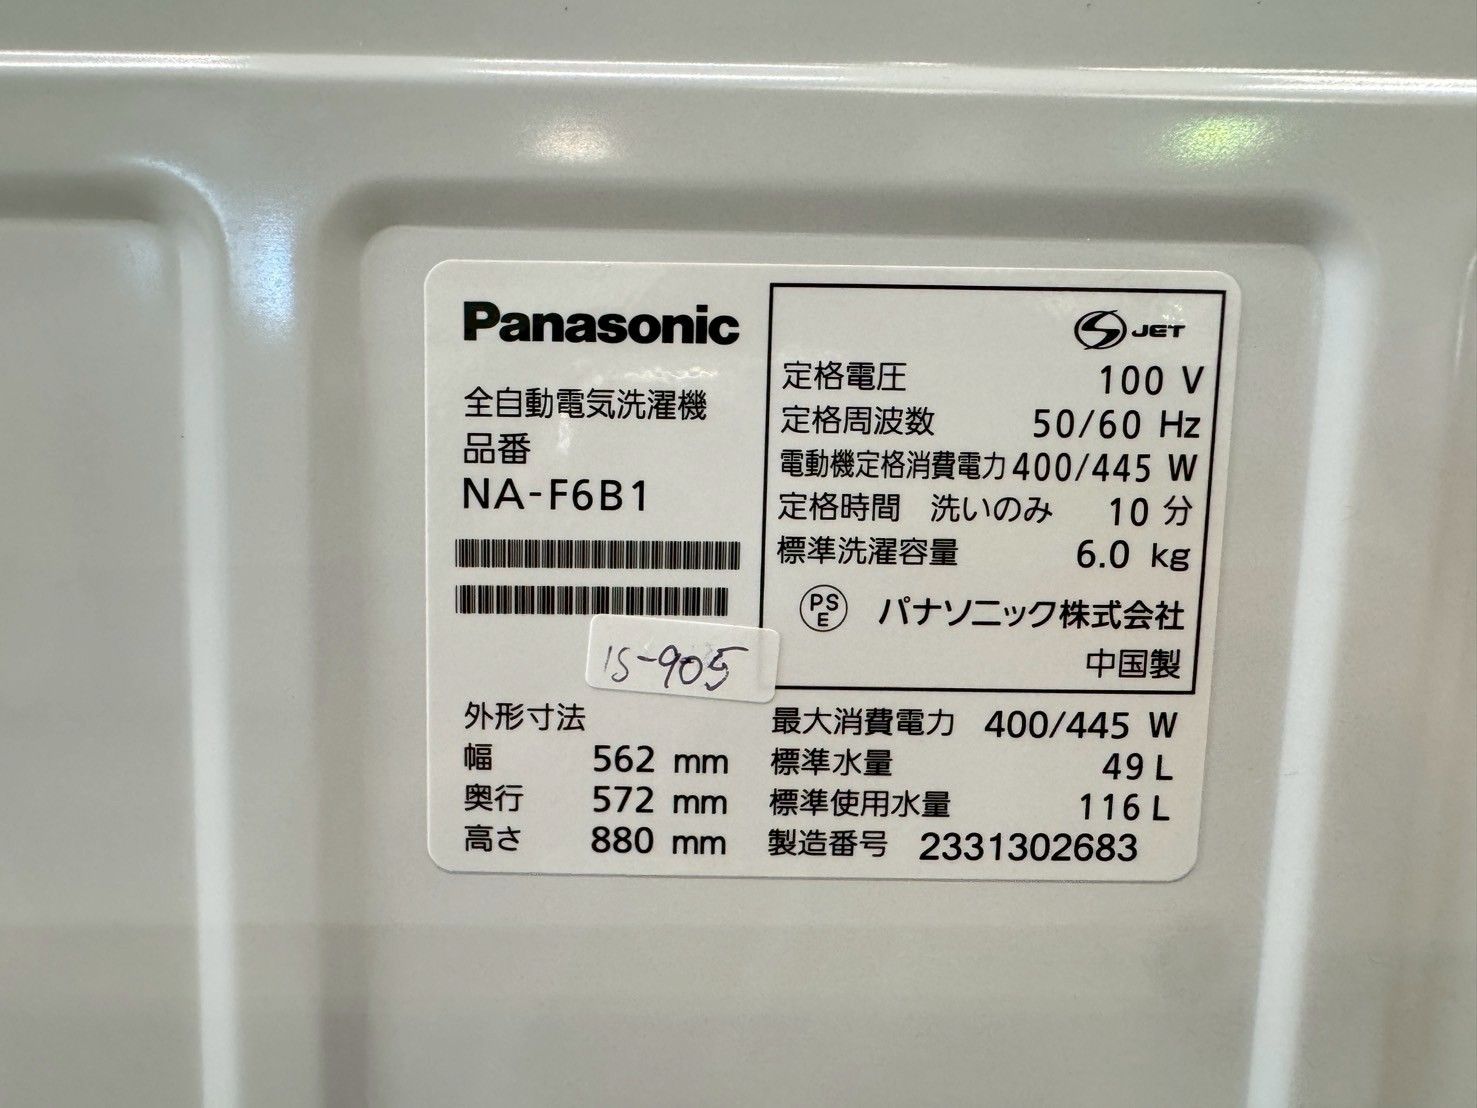 Panasonic
全自動電気洗濯機
品番
NA-F6B1
IS-905
外形寸法
幅 562 mm
奥行 572 mm
高さ 880 mm
S JET
定格電圧 100 V
定格周波数 50/60 Hz
電動機定格消費電力 400/445 W
定格時間 洗いのみ 10 分
標準洗濯容量 6.0 kg
PSE パナソニック株式会社
中国製
最大消費電力 400/445 W
標準水量 49 L
標準使用水量 116 L
製造番号 2331302683